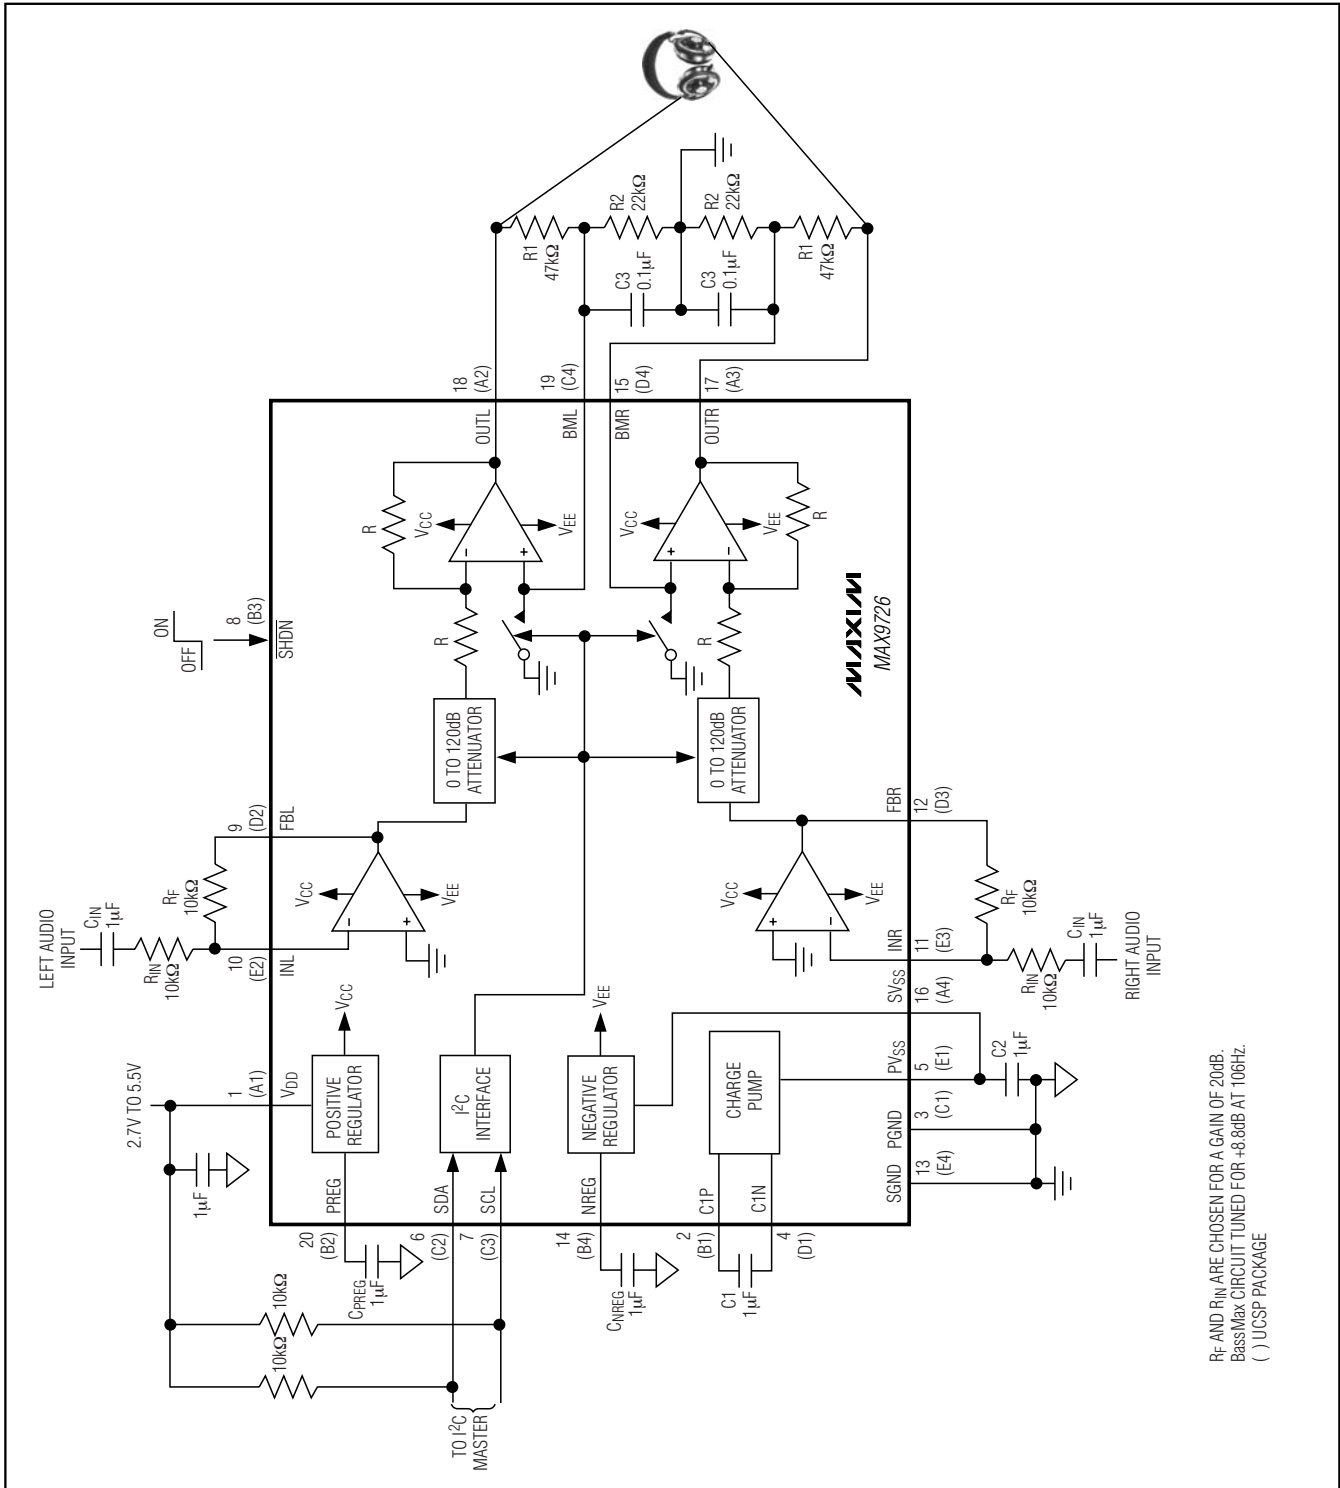 LEFT AUDIO
INPUT
CIN
1µF
RIN
10kΩ
RF
10kΩ
10
(E2)
INL
9
(D2)
FBL
ON
OFF
8
(B3)
SHDN
2.7V TO 5.5V
1
(A1)
VDD
1µF
POSITIVE
REGULATOR
VCC
PREG
20
(B2)
CPREG
1µF
10kΩ
10kΩ
TO I²C
MASTER
6
(C2)
SDA
7
(C3)
SCL
I²C
INTERFACE
VCC
VEE
–
+
0 TO 120dB
ATTENUATOR
R
R
VCC
VEE
–
+
OUTL
18
(A2)
BML
19
(C4)
BMR
15
(D4)
OUTR
17
(A3)
R1
47kΩ
R2
22kΩ
R2
22kΩ
R1
47kΩ
C3
0.1µF
C3
0.1µF
VCC
VEE
+
–
R
R
0 TO 120dB
ATTENUATOR
VCC
VEE
+
–
MAXIM
MAX9726
NEGATIVE
REGULATOR
VEE
NREG
14
(B4)
CNREG
1µF
CHARGE
PUMP
C1P
2
(B1)
C1N
4
(D1)
C1
1µF
FBR
12
(D3)
RF
10kΩ
INR
11
(E3)
RIN
10kΩ
CIN
1µF
RIGHT AUDIO
INPUT
SVSS
16
(A4)
PVSS
5
(E1)
C2
1µF
PGND
3
(C1)
SGND
13
(E4)
RF AND RIN ARE CHOSEN FOR A GAIN OF 20dB.
BassMax CIRCUIT TUNED FOR +8.8dB AT 106Hz.
( ) UCSP PACKAGE